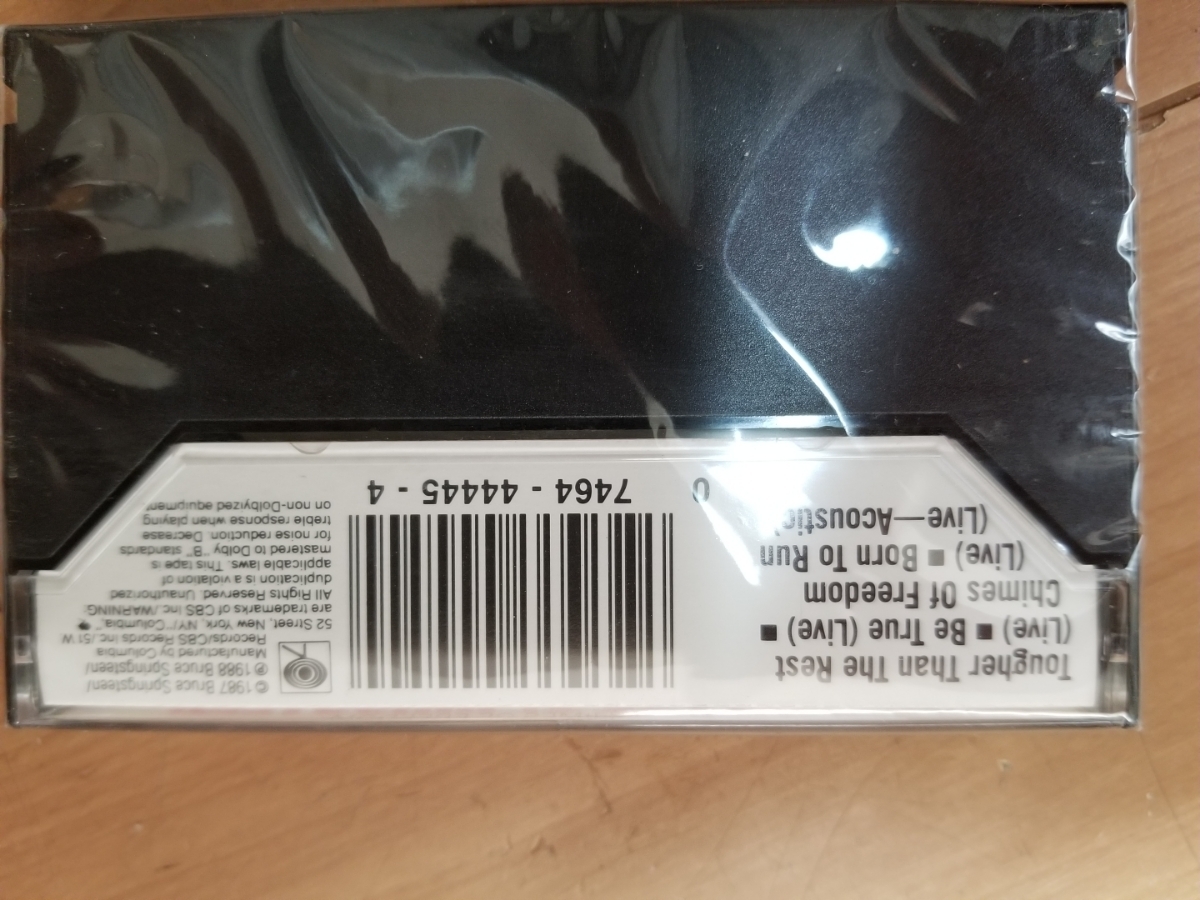 Tougher Than The Rest
(Live) ■ Be True (Live) ■
Chimes Of Freedom
(Live) ■ Born To Run
(Live—Acoustic)
0 7464 - 44445 - 4
©1987 Bruce Springsteen/
℗ 1988 Bruce Springsteen/
Manufactured by Columbia
Records/CBS Records Inc./51 W
52 Street, New York, NY/"Columbia,"
are trademarks of CBS Inc./WARNING:
All Rights Reserved. Unauthorized
duplication is a violation of
applicable laws. This tape is
mastered to Dolby "B" standards
for noise reduction. Decrease
treble response when playing
on non-Dolbyized equipment